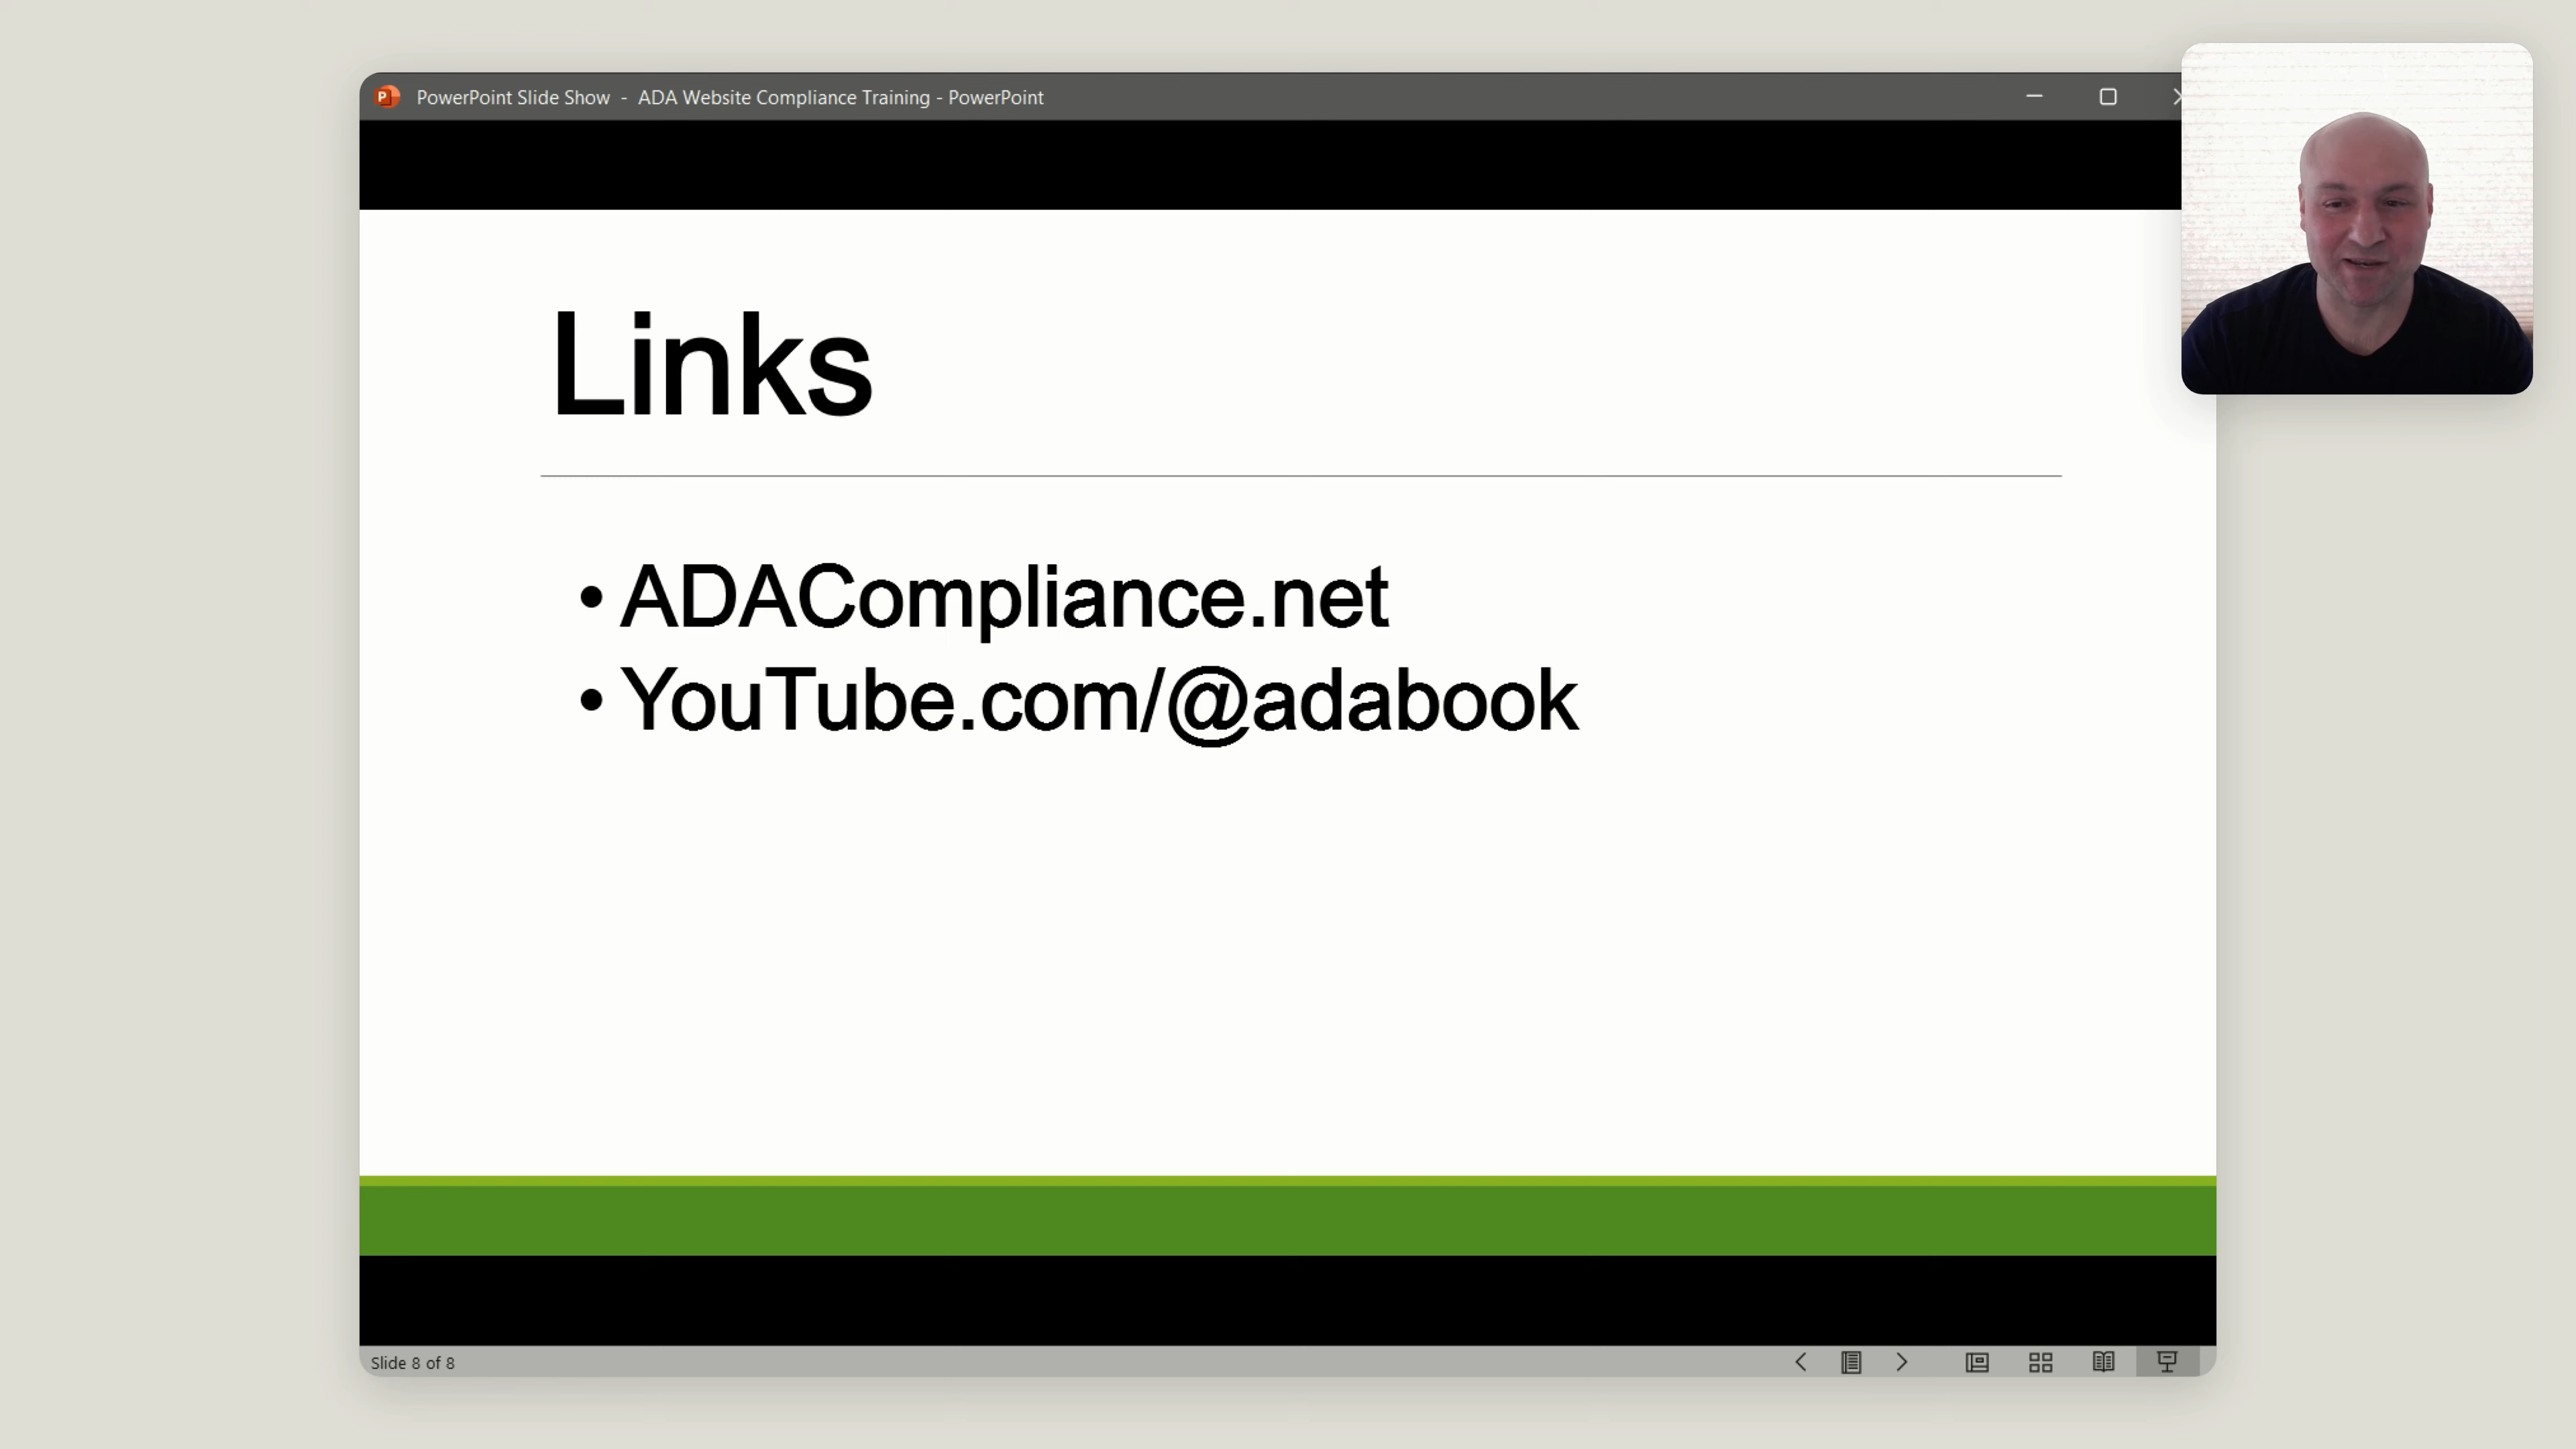 PowerPoint Slide Show - ADA Website Compliance Training - PowerPoint
Links
• ADACompliance.net
• YouTube.com/@adabook
Slide 8 of 8